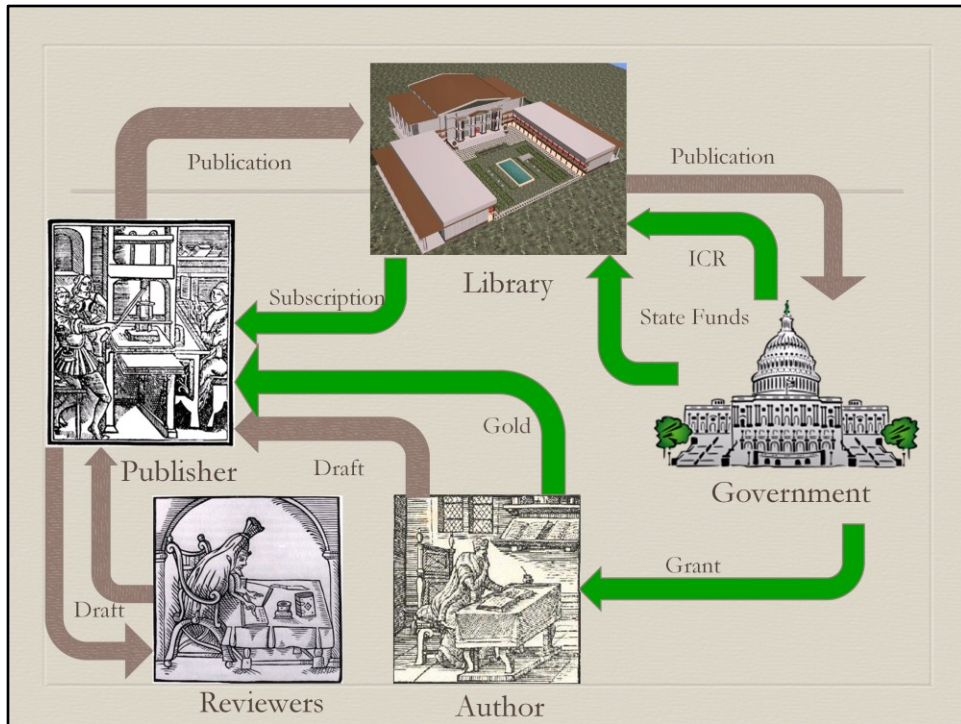 Publication
Publication
ICR
Library
Subscription
State Funds
Gold
Publisher
Draft
Government
Grant
Draft
Reviewers
Author